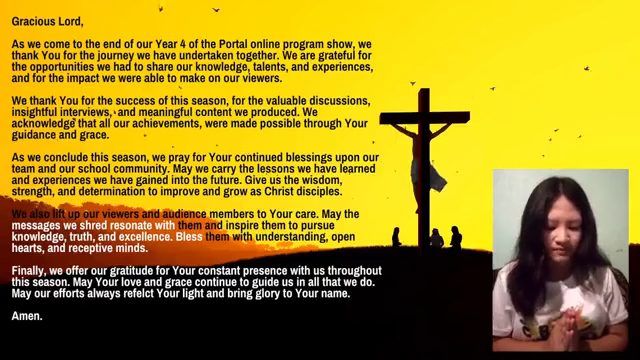 Gracious Lord,
As we come to the end of our Year 4 of the Portal online program show, we
thank You for the journey we have undertaken together. We are grateful for
the opportunities we had to share our knowledge, talents, and experiences,
and for the impact we were able to make on our viewers.
We thank You for the success of this season, for the valuable discussions,
insightful interviews, and meaningful content we produced. We
acknowledge that all our achievements, were made possible through Your
guidance and grace.
As we conclude this season, we pray for Your continued blessings upon our
team and our school community. May we carry the lessons we have learned
and experiences we have gained into the future. Give us the wisdom,
strength, and determination to improve and grow as Christ disciples.
We also lift up our viewers and audience members to Your care. May the
messages we shred resonate with them and inspire them to pursue
knowledge, truth, and excellence. Bless them with understanding, open
hearts, and receptive minds.
Finally, we offer our gratitude for Your constant presence with us throughout
this season. May Your love and grace continue to guide us in all that we do.
May our efforts always refelct Your light and bring glory to Your name.
Amen.